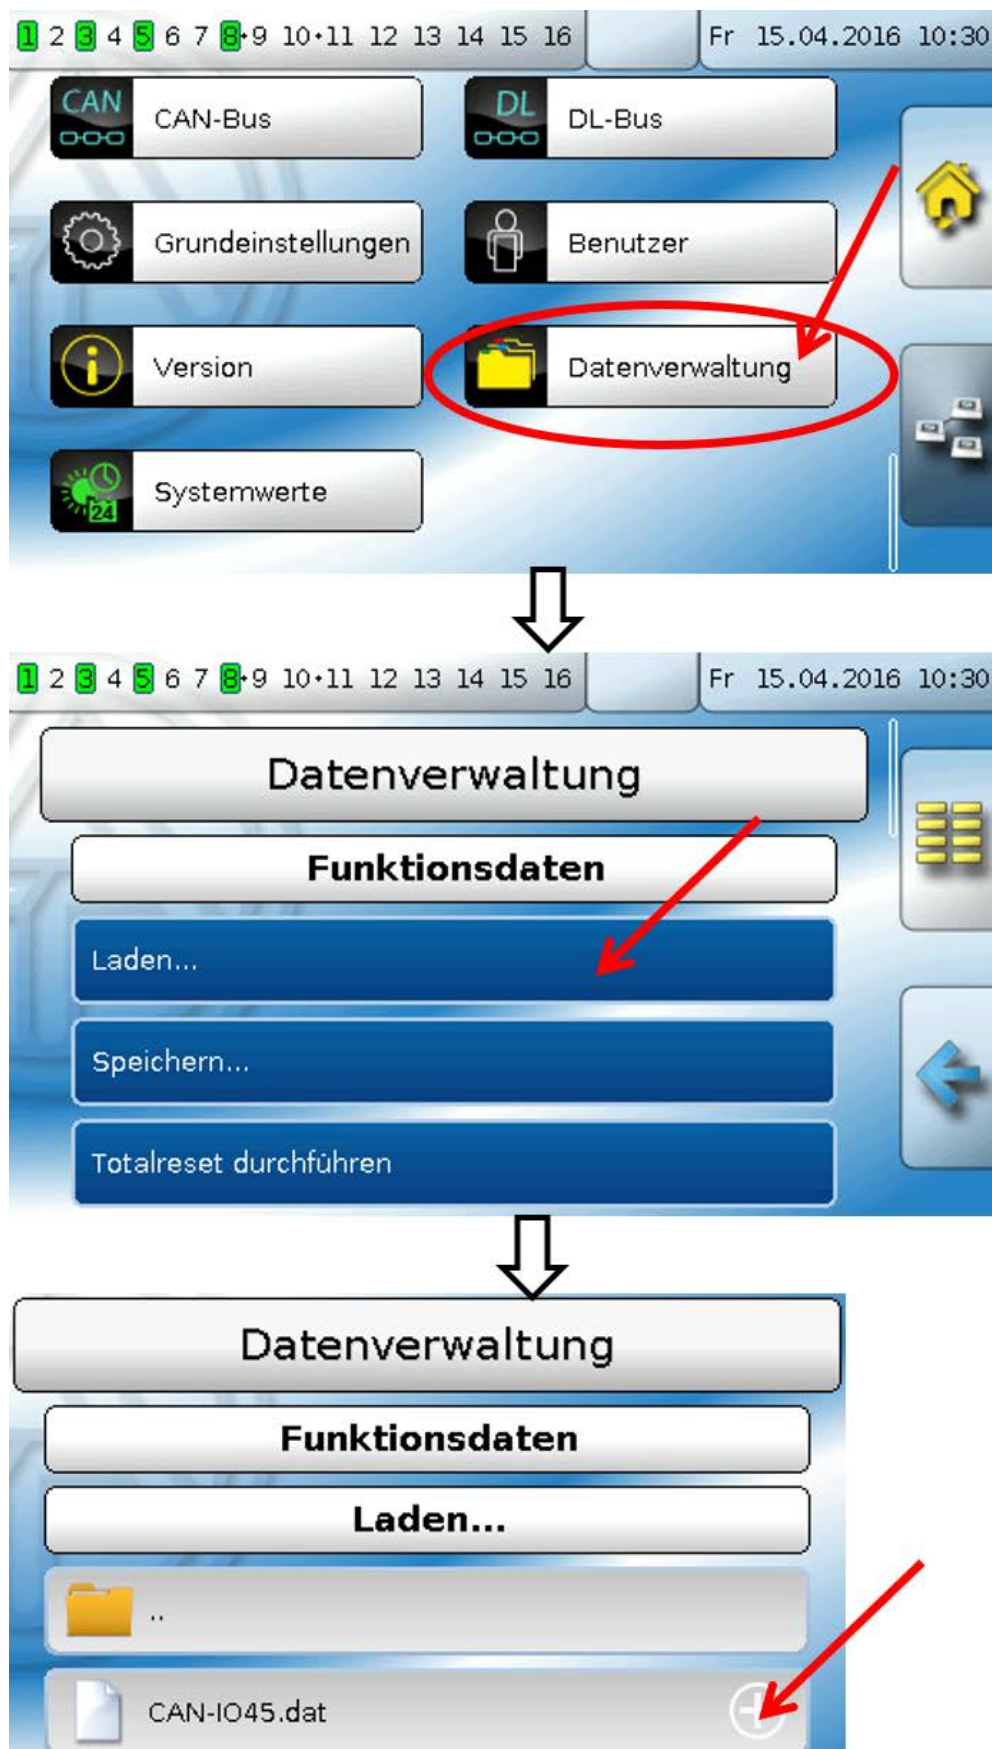 1 2 3 4 5 6 7 8·9 10·11 12 13 14 15 16 Fr 15.04.2016 10:30
CAN CAN-Bus DL DL-Bus
Grundeinstellungen Benutzer
Version Datenverwaltung
24 Systemwerte
1 2 3 4 5 6 7 8·9 10·11 12 13 14 15 16 Fr 15.04.2016 10:30
Datenverwaltung
Funktionsdaten
Laden...
Speichern...
Totalreset durchführen
Datenverwaltung
Funktionsdaten
Laden...
..
CAN-IO45.dat